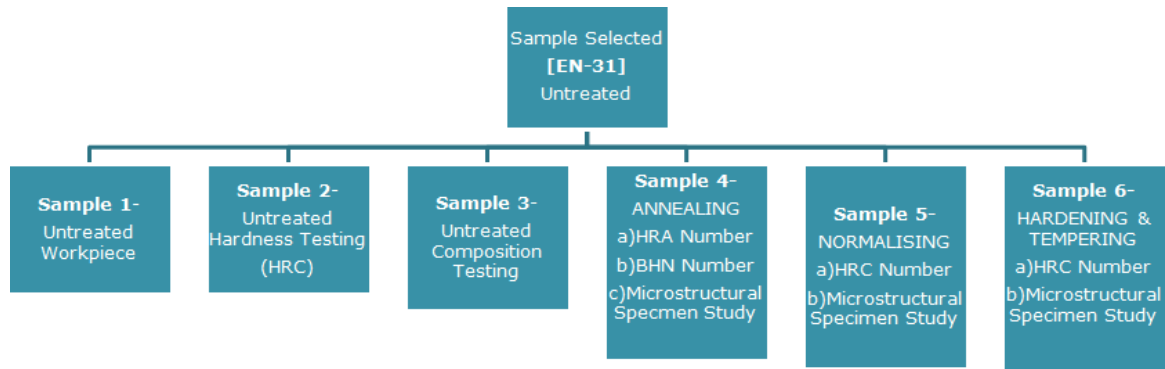 Sample Selected
[EN-31]
Untreated
Sample 1-
Untreated
Workpiece
Sample 2-
Untreated
Hardness Testing
(HRC)
Sample 3-
Untreated
Composition
Testing
Sample 4-
ANNEALING
a)HRA Number
b)BHN Number
c)Microstructural
Specmen Study
Sample 5-
NORMALISING
a)HRC Number
b)Microstructural
Specimen Study
Sample 6-
HARDENING &
TEMPERING
a)HRC Number
b)Microstructural
Specimen Study